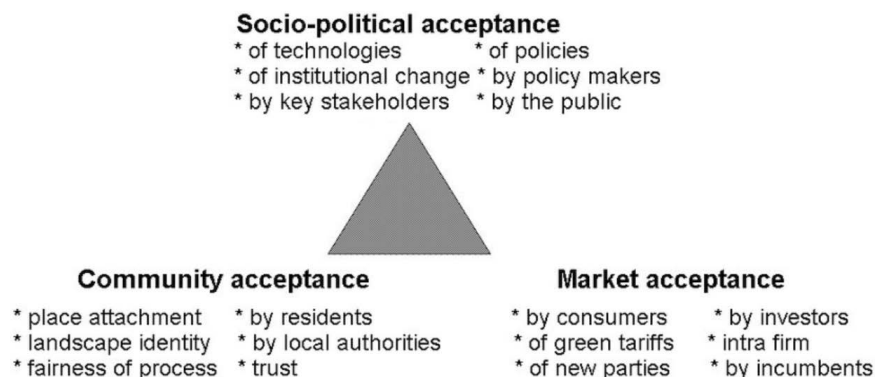 Socio-political acceptance
* of technologies * of policies
* of institutional change * by policy makers
* by key stakeholders * by the public
Community acceptance
* place attachment * by residents
* landscape identity * by local authorities
* fairness of process * trust
Market acceptance
* by consumers * by investors
* of green tariffs * intra firm
* of new parties * by incumbents